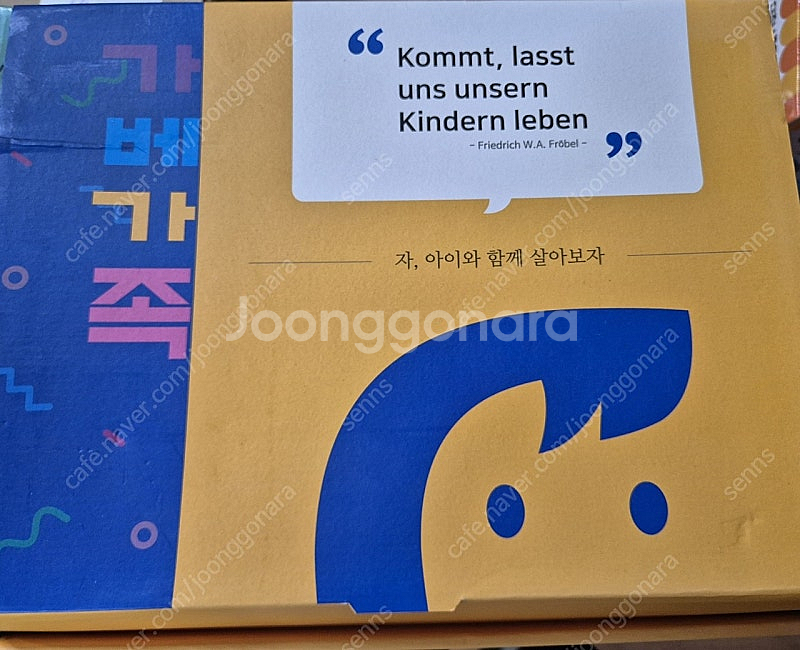 가
베
가
족
“ Kommt, lasst
uns unsern
Kindern leben ”
- Friedrich W.A. Fröbel -
자, 아이와 함께 살아보자
Joonggonara
cafe.naver.com/joonggonara
senns